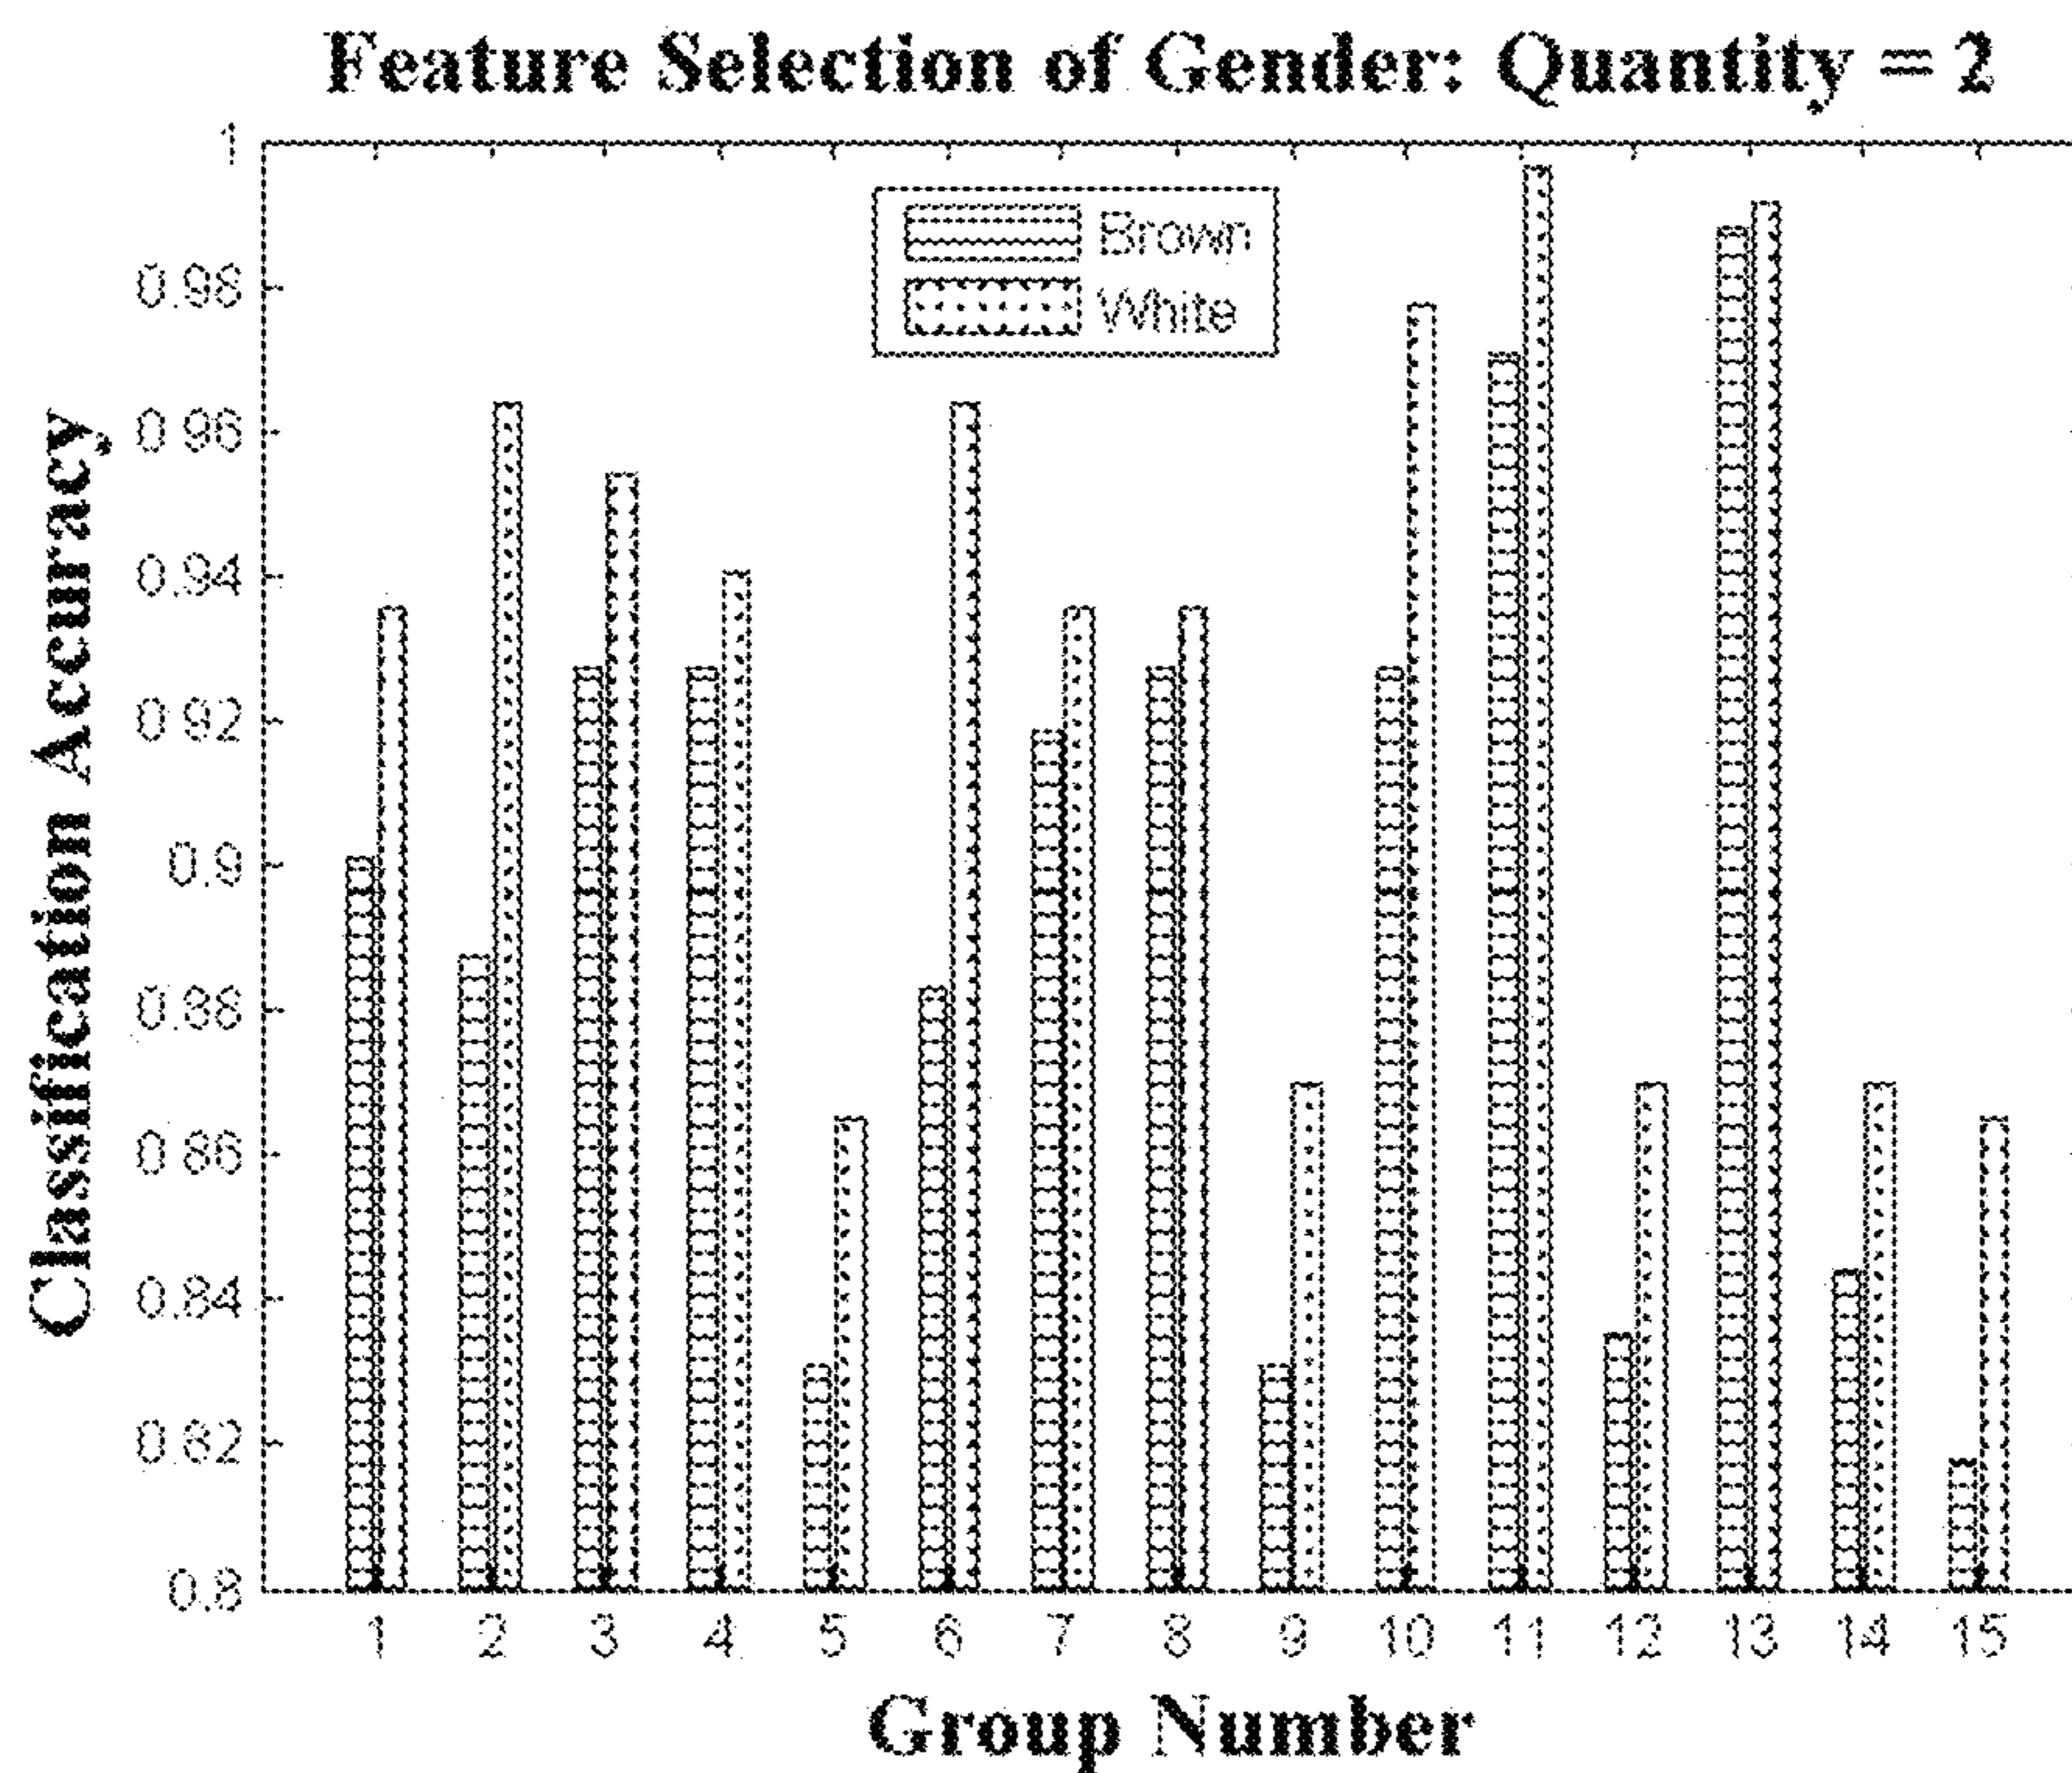 Feature Selection of Gender: Quantity = 2
1
Brown
0.98
White
0.96
0.94
0.92
0.9
0.88
0.86
0.84
0.82
0.8
Classification Accuracy
1 2 3 4 5 6 7 8 9 10 11 12 13 14 15
Group Number